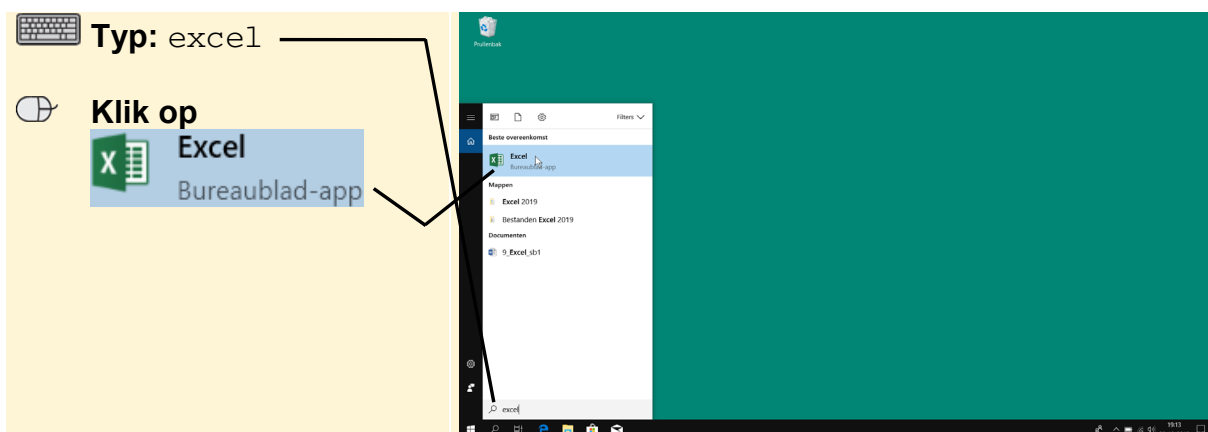 Typ: excel
Klik op
Excel
Bureaublad-app
Prullenbak
Filters
Beste overeenkomst
Excel
Bureaublad-app
Mappen
Excel 2019
Bestanden Excel 2019
Documenten
9_Excel_sb1
excel
19:13